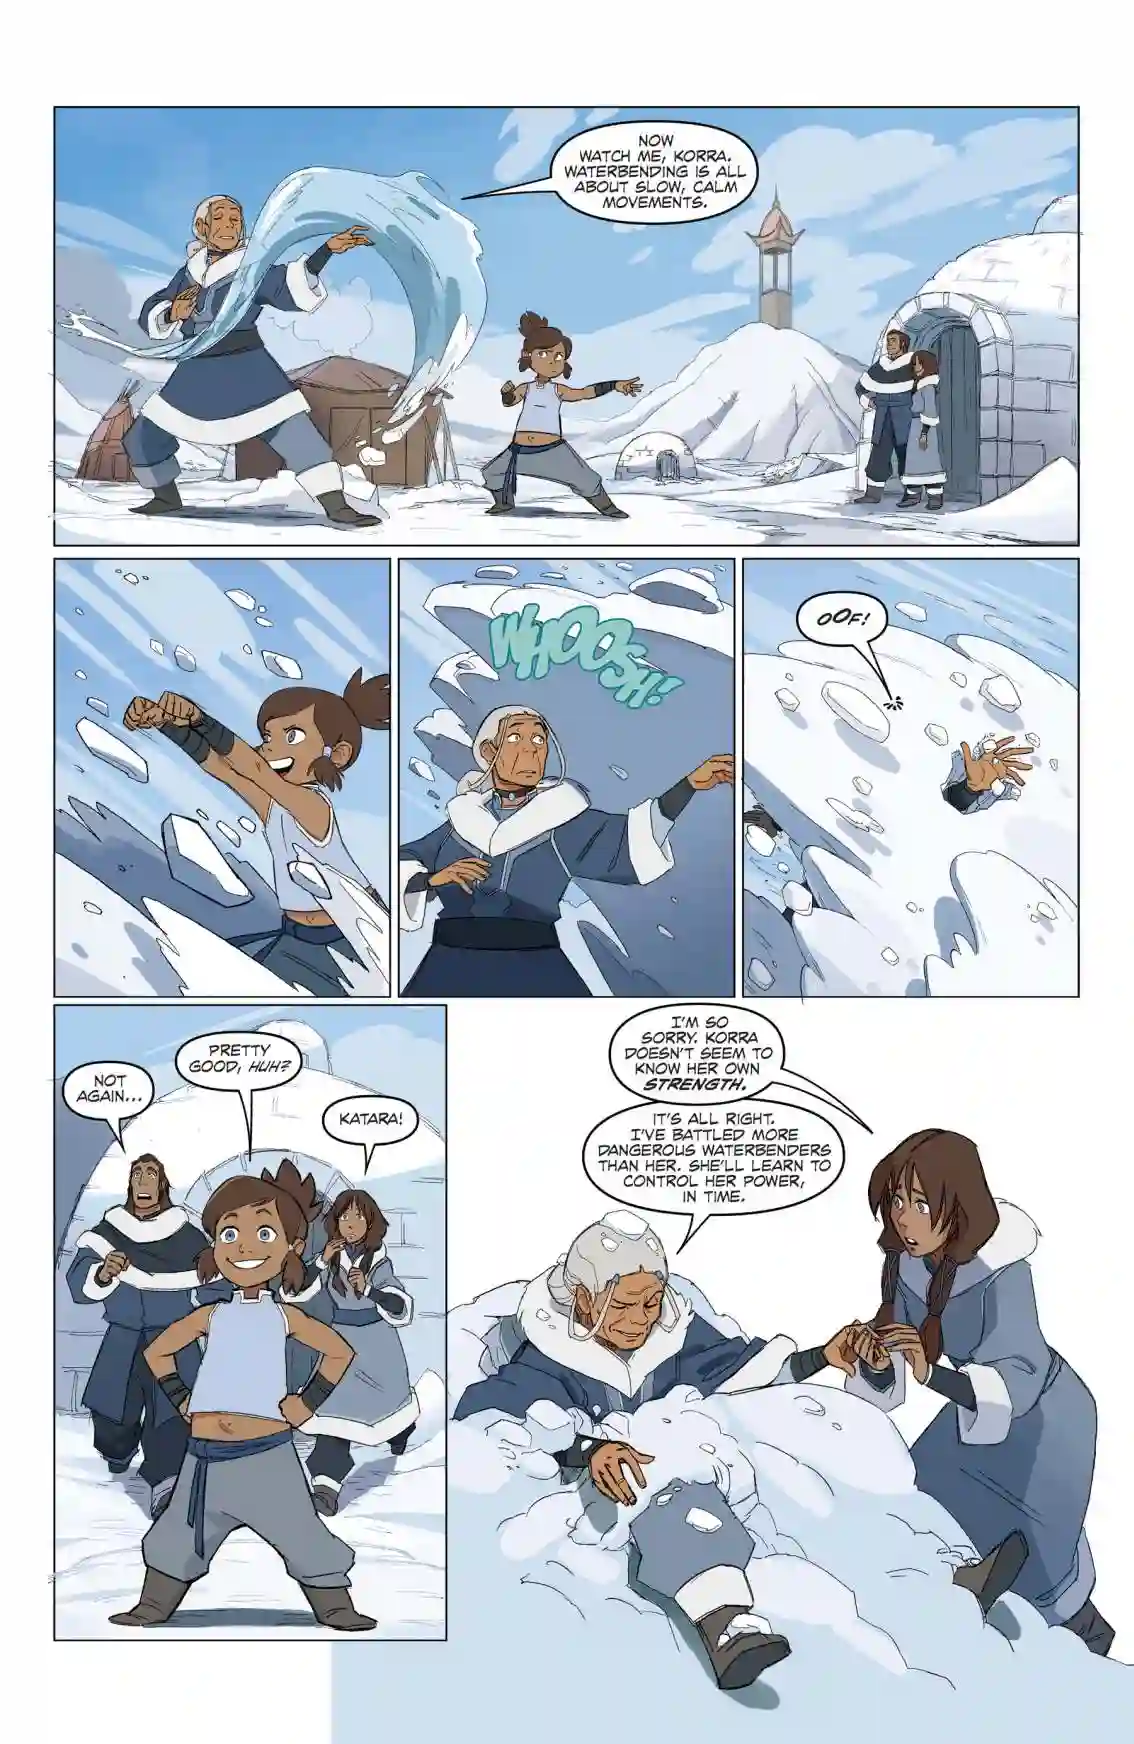 NOW
WATCH ME, KORRA.
WATERBENDING IS ALL
ABOUT SLOW, CALM
MOVEMENTS.
WHOOSH!
OOF!
NOT
AGAIN...
PRETTY
GOOD, HUH?
KATARA!
I'M SO
SORRY. KORRA
DOESN'T SEEM TO
KNOW HER OWN
STRENGTH.
IT'S ALL RIGHT.
I'VE BATTLED MORE
DANGEROUS WATERBENDERS
THAN HER. SHE'LL LEARN TO
CONTROL HER POWER,
IN TIME.